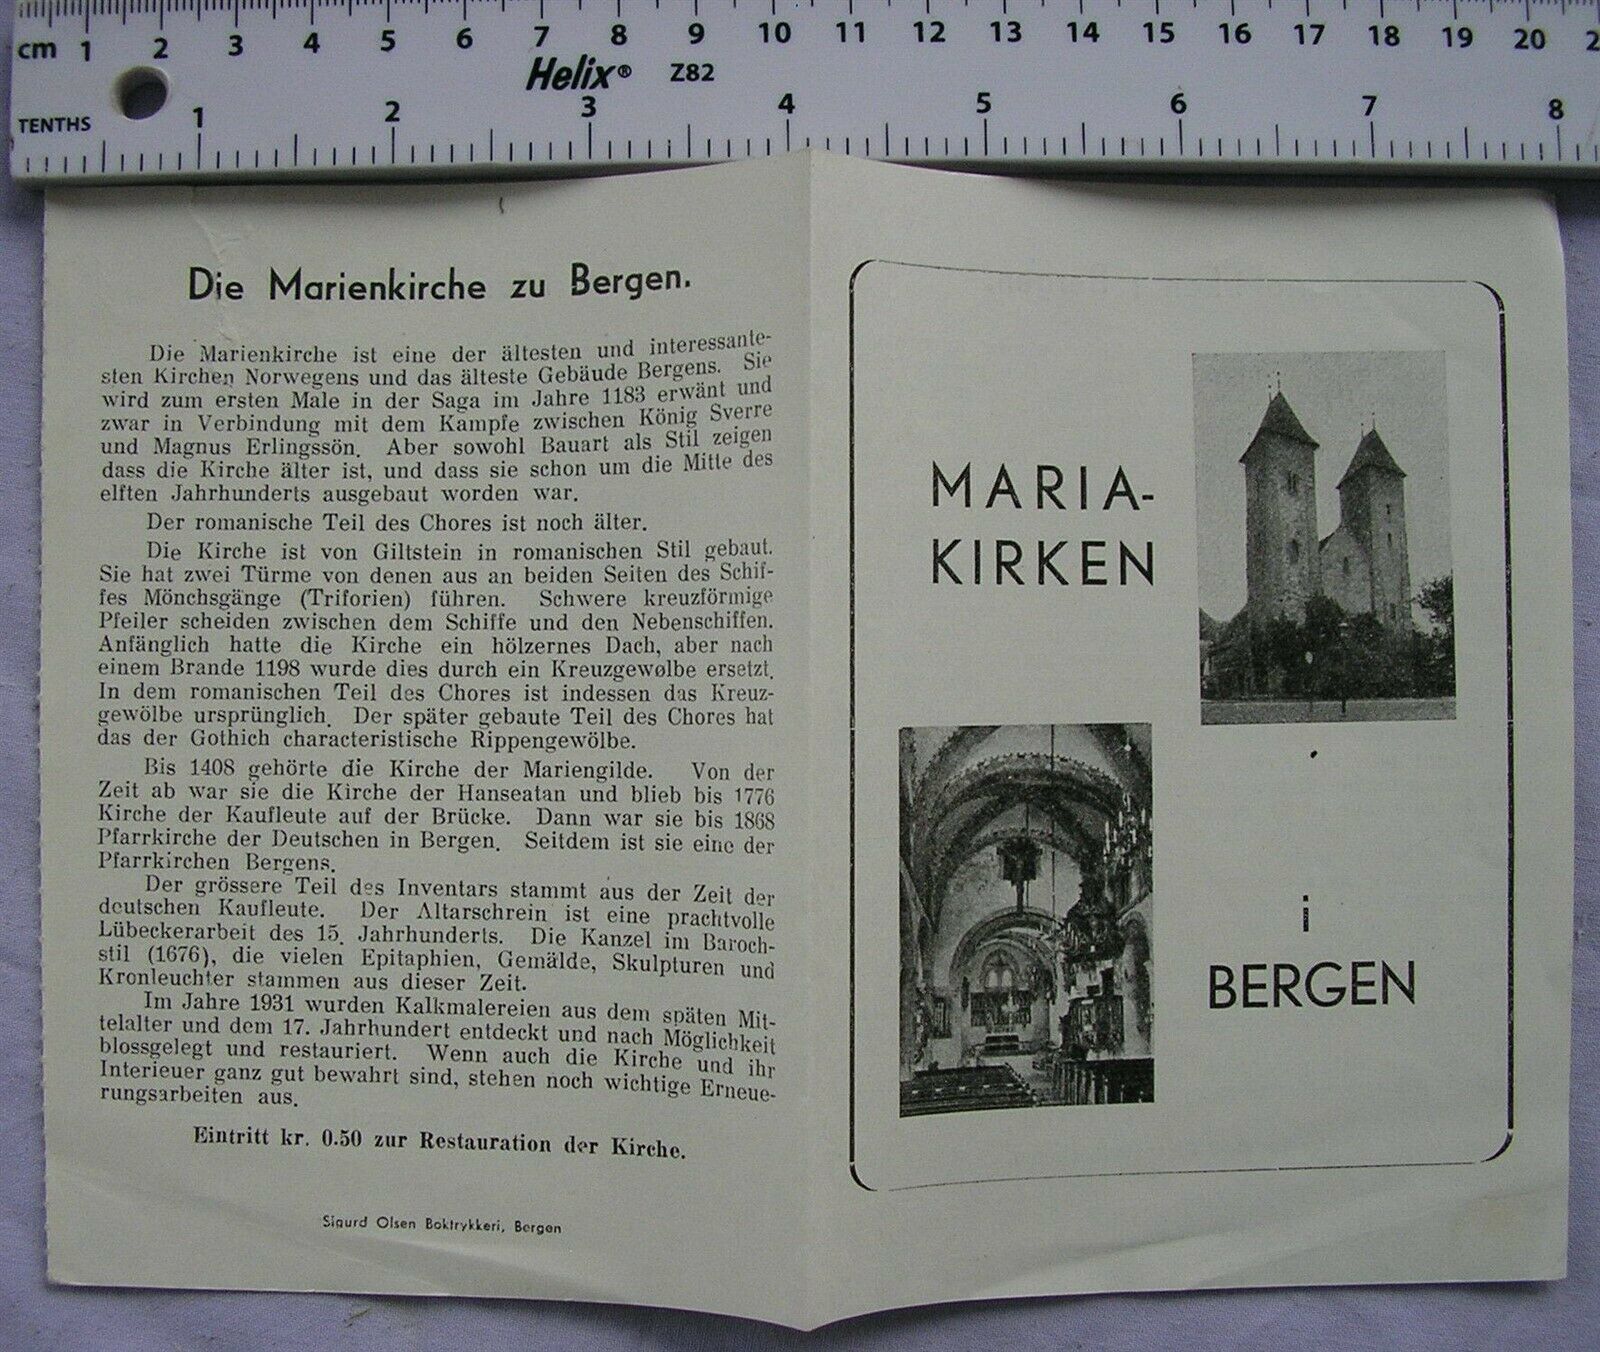 cm 1 2 3 4 5 6 7 8 9 10 11 12 13 14 15 16 17 18 19 20 2
Helix® Z82
TENTHS 1 2 3 4 5 6 7 8
Die Marienkirche zu Bergen.
Die Marienkirche ist eine der ältesten und interessante-
sten Kirchen Norwegens und das älteste Gebäude Bergens. Sie
wird zum ersten Male in der Saga im Jahre 1183 erwänt und
zwar in Verbindung mit dem Kampfe zwischen König Sverre
und Magnus Erlingssön. Aber sowohl Bauart als Stil zeigen
dass die Kirche älter ist, und dass sie schon um die Mitte des
elften Jahrhunderts ausgebaut worden war.
Der romanische Teil des Chores ist noch älter.
Die Kirche ist von Giltstein in romanischen Stil gebaut.
Sie hat zwei Türme von denen aus an beiden Seiten des Schif-
fes Mönchsgänge (Triforien) führen. Schwere kreuzförmige
Pfeiler scheiden zwischen dem Schiffe und den Nebenschiffen.
Anfänglich hatte die Kirche ein hölzernes Dach, aber nach
einem Brande 1198 wurde dies durch ein Kreuzgewølbe ersetzt.
In dem romanischen Teil des Chores ist indessen das Kreuz-
gewölbe ursprünglich. Der später gebaute Teil des Chores hat
das der Gothich characteristische Rippengewölbe.
Bis 1408 gehörte die Kirche der Mariengilde. Von der
Zeit ab war sie die Kirche der Hanseatan und blieb bis 1776
Kirche der Kaufleute auf der Brücke. Dann war sie bis 1868
Pfarrkirche der Deutschen in Bergen. Seitdem ist sie eine der
Pfarrkirchen Bergens.
Der grössere Teil des Inventars stammt aus der Zeit der
deutschen Kaufleute. Der Altarschrein ist eine prachtvolle
Lübeckerarbeit des 15. Jahrhunderts. Die Kanzel im Baroch-
stil (1676), die vielen Epitaphien, Gemälde, Skulpturen und
Kronleuchter stammen aus dieser Zeit.
Im Jahre 1931 wurden Kalkmalereien aus dem späten Mit-
telalter und dem 17. Jahrhundert entdeckt und nach Möglichkeit
blossgelegt und restauriert. Wenn auch die Kirche und ihr
Interieuer ganz gut bewahrt sind, stehen noch wichtige Erneue-
rungsarbeiten aus.
Eintritt kr. 0.50 zur Restauration der Kirche.
Sigurd Olsen Boktrykkeri, Bergen
MARIA-
KIRKEN
i
BERGEN